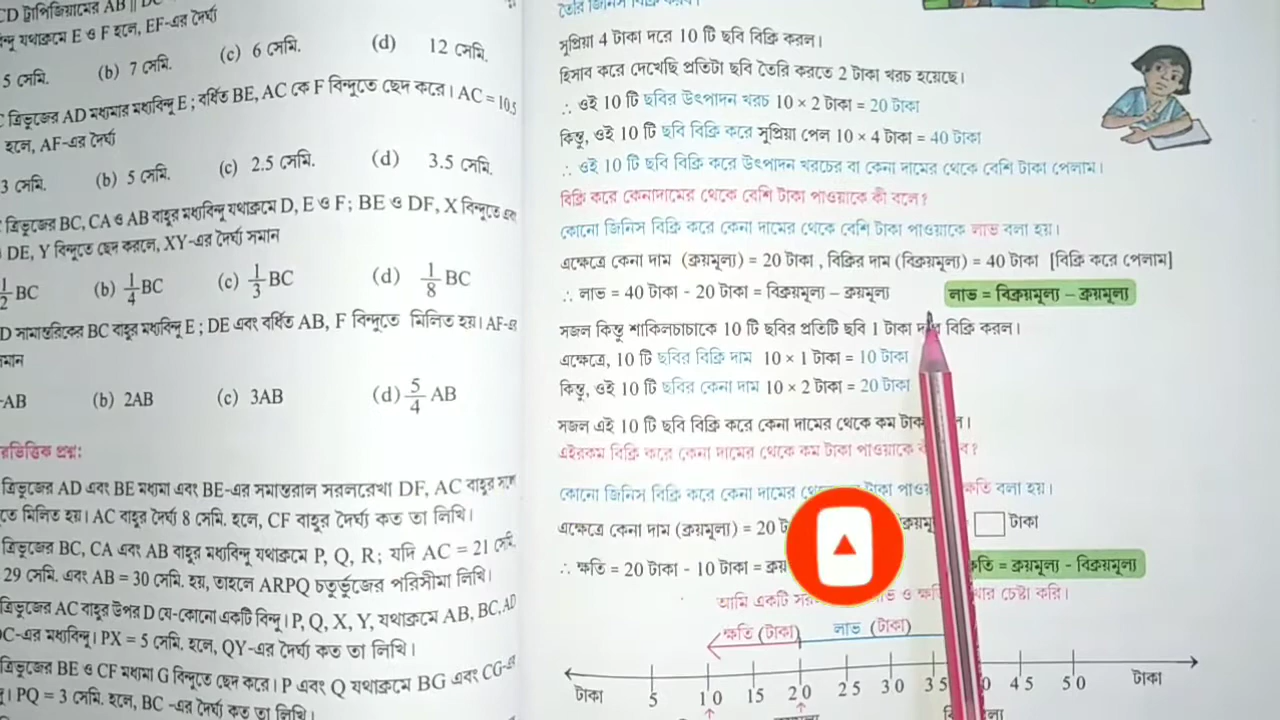 CD ট্রাপিজিয়ামের AB ||
বিন্দু যথাক্রমে E ও F হলে, EF-এর দৈর্ঘ্য
5 সেমি. (b) 7 সেমি. (c) 6 সেমি. (d) 12 সেমি.
ত্রিভুজের AD মধ্যমার মধ্যবিন্দু E ; বর্ধিত BE, AC কে F বিন্দুতে ছেদ করে। AC = 10.5
হলে, AF-এর দৈর্ঘ্য
3 সেমি. (b) 5 সেমি. (c) 2.5 সেমি. (d) 3.5 সেমি.
ত্রিভুজের BC, CA ও AB বাহুর মধ্যবিন্দু যথাক্রমে D, E ও F; BE ও DF, X বিন্দুতে এবং
DE, Y বিন্দুতে ছেদ করলে, XY-এর দৈর্ঘ্য সমান
1/2 BC (b) 1/4 BC (c) 1/3 BC (d) 1/8 BC
D সামান্তরিকের BC বাহুর মধ্যবিন্দু E ; DE এবং বর্ধিত AB, F বিন্দুতে মিলিত হয়। AF-এর
মান
AB (b) 2AB (c) 3AB (d) 5/4 AB
ত্রিভুজের AD এবং BE মধ্যমা এবং BE-এর সমান্তরাল সরলরেখা DF, AC বাহুর সঙ্গে
তে মিলিত হয়। AC বাহুর দৈর্ঘ্য 8 সেমি. হলে, CF বাহুর দৈর্ঘ্য কত তা লিখি।
ত্রিভুজের BC, CA এবং AB বাহুর মধ্যবিন্দু যথাক্রমে P, Q, R; যদি AC = 21 সেমি.
29 সেমি. এবং AB = 30 সেমি. হয়, তাহলে ARPQ চতুর্ভুজের পরিসীমা লিখি।
ত্রিভুজের AC বাহুর উপর D যে-কোনো একটি বিন্দু। P, Q, X, Y, যথাক্রমে AB, BC, AD
C-এর মধ্যবিন্দু। PX = 5 সেমি. হলে, QY-এর দৈর্ঘ্য কত তা লিখি।
ত্রিভুজের BE ও CF মধ্যমা G বিন্দুতে ছেদ করে। P এবং Q যথাক্রমে BG এবং CG-এর
। PQ = 3 সেমি. হলে, BC -এর দৈর্ঘ্য কত তা লিখি।
তৈরি জিনিস বিক্রি করব।
সুপ্রিয়া 4 টাকা দরে 10 টি ছবি বিক্রি করল।
হিসাব করে দেখেছি প্রতিটা ছবি তৈরি করতে 2 টাকা খরচ হয়েছে।
∴ ওই 10 টি ছবির উৎপাদন খরচ 10 × 2 টাকা = 20 টাকা
কিন্তু, ওই 10 টি ছবি বিক্রি করে সুপ্রিয়া পেল 10 × 4 টাকা = 40 টাকা
∴ ওই 10 টি ছবি বিক্রি করে উৎপাদন খরচের বা কেনা দামের থেকে বেশি টাকা পেলাম।
বিক্রি করে কেনাদামের থেকে বেশি টাকা পাওয়াকে কী বলে?
কোনো জিনিস বিক্রি করে কেনা দামের থেকে বেশি টাকা পাওয়াকে লাভ বলা হয়।
এক্ষেত্রে কেনা দাম (ক্রয়মূল্য) = 20 টাকা , বিক্রির দাম (বিক্রয়মূল্য) = 40 টাকা [বিক্রি করে পেলাম]
∴ লাভ = 40 টাকা - 20 টাকা = বিক্রয়মূল্য – ক্রয়মূল্য লাভ = বিক্রয়মূল্য – ক্রয়মূল্য
সজল কিন্তু শাকিলচাচাকে 10 টি ছবির প্রতিটি ছবি 1 টাকা বিক্রি করল।
এক্ষেত্রে, 10 টি ছবির বিক্রি দাম 10 × 1 টাকা = 10 টাকা
কিন্তু, ওই 10 টি ছবির কেনা দাম 10 × 2 টাকা = 20 টাকা
সজল এই 10 টি ছবি বিক্রি করে কেনা দামের থেকে কম
এইরকম বিক্রি করে কেনা দামের থেকে কম টাকা পাওয়াকে
কোনো জিনিস বিক্রি করে কেনা দামের টাকা ক্ষতি বলা হয়।
এক্ষেত্রে কেনা দাম (ক্রয়মূল্য) = 20 টাকা
∴ ক্ষতি = 20 টাকা - 10 টাকা = ক্ষতি = ক্রয়মূল্য - বিক্রয়মূল্য
আমি একটি ও চেষ্টা করি।
ক্ষতি (টাকা) লাভ (টাকা)
টাকা 5 10 15 20 25 30 45 50 টাকা